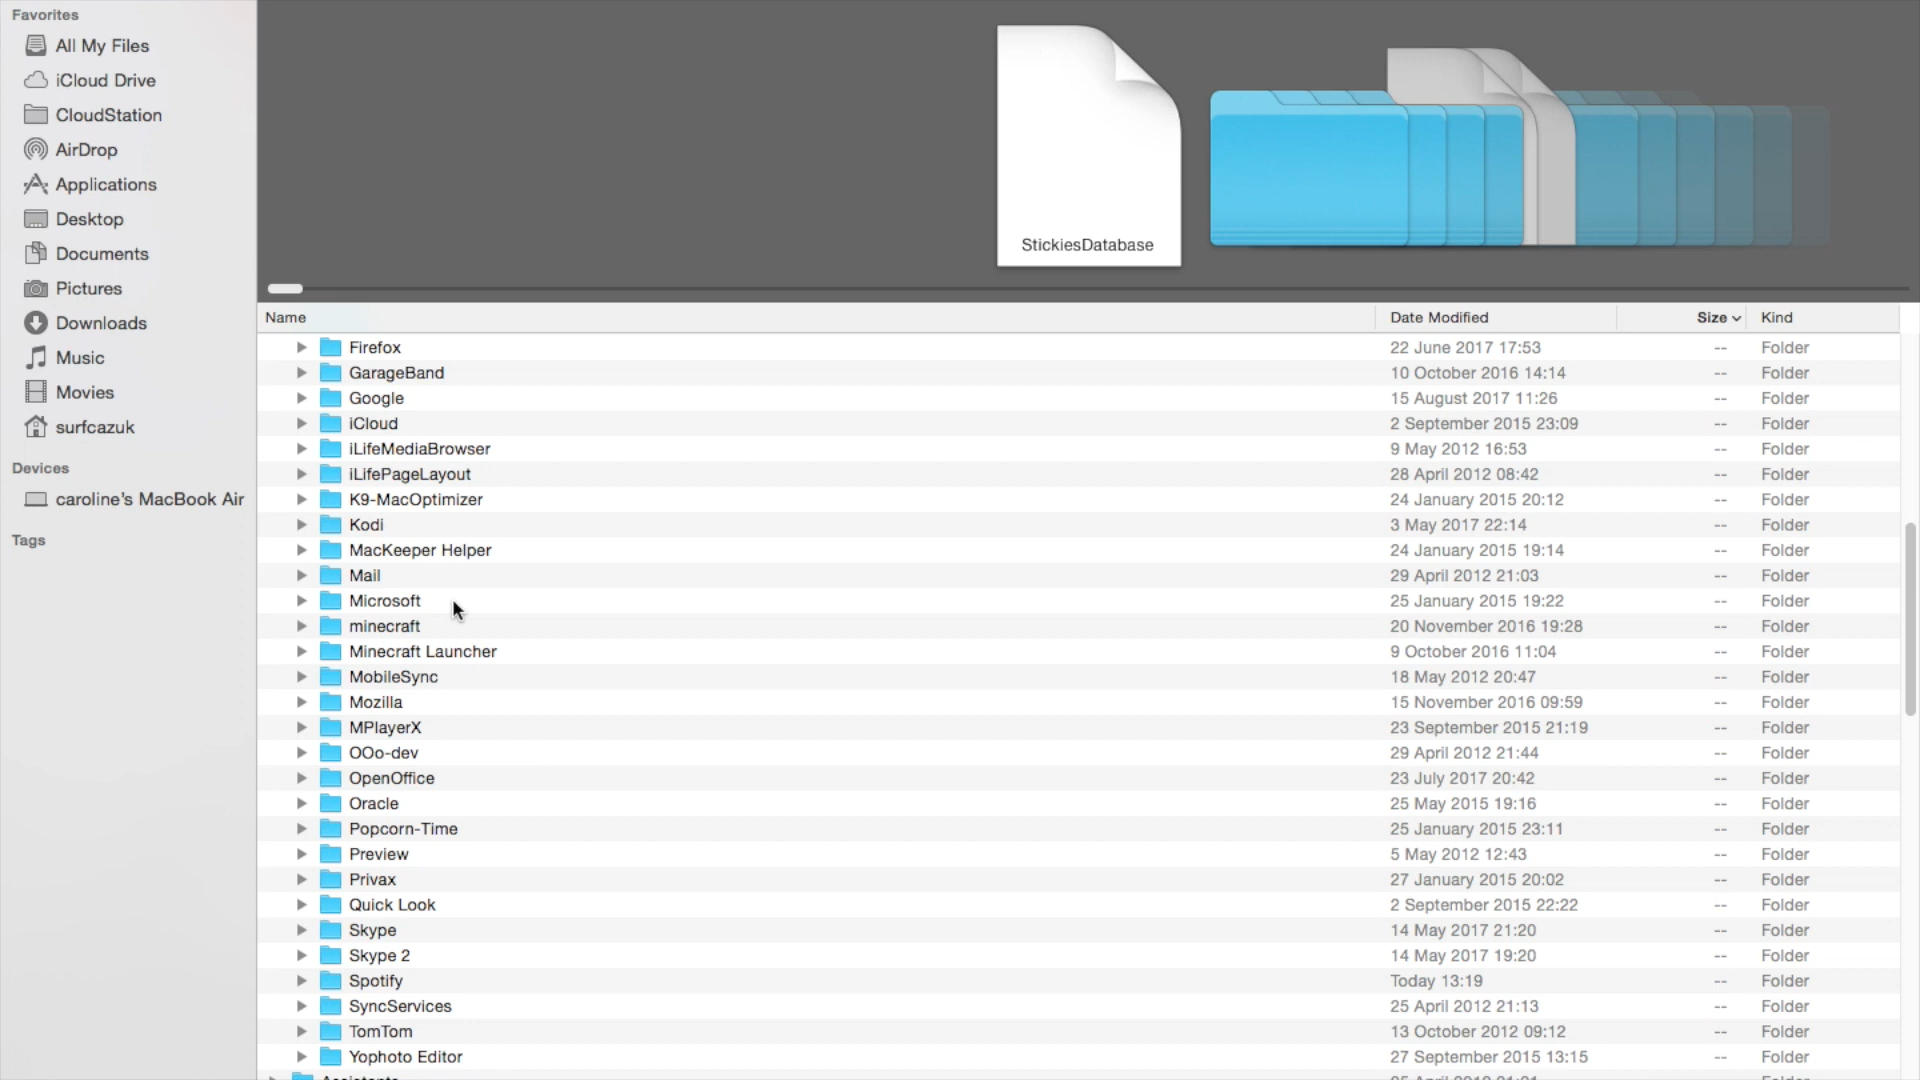 Favorites
All My Files
iCloud Drive
CloudStation
AirDrop
Applications
Desktop
Documents
Pictures
Downloads
Music
Movies
surfcazuk
Devices
caroline's MacBook Air
Tags
StickiesDatabase
Name Date Modified Size Kind
Firefox 22 June 2017 17:53 -- Folder
GarageBand 10 October 2016 14:14 -- Folder
Google 15 August 2017 11:26 -- Folder
iCloud 2 September 2015 23:09 -- Folder
iLifeMediaBrowser 9 May 2012 16:53 -- Folder
iLifePageLayout 28 April 2012 08:42 -- Folder
K9-MacOptimizer 24 January 2015 20:12 -- Folder
Kodi 3 May 2017 22:14 -- Folder
MacKeeper Helper 24 January 2015 19:14 -- Folder
Mail 29 April 2012 21:03 -- Folder
Microsoft 25 January 2015 19:22 -- Folder
minecraft 20 November 2016 19:28 -- Folder
Minecraft Launcher 9 October 2016 11:04 -- Folder
MobileSync 18 May 2012 20:47 -- Folder
Mozilla 15 November 2016 09:59 -- Folder
MPlayerX 23 September 2015 21:19 -- Folder
OOo-dev 29 April 2012 21:44 -- Folder
OpenOffice 23 July 2017 20:42 -- Folder
Oracle 25 May 2015 19:16 -- Folder
Popcorn-Time 25 January 2015 23:11 -- Folder
Preview 5 May 2012 12:43 -- Folder
Privax 27 January 2015 20:02 -- Folder
Quick Look 2 September 2015 22:22 -- Folder
Skype 14 May 2017 21:20 -- Folder
Skype 2 14 May 2017 19:20 -- Folder
Spotify Today 13:19 -- Folder
SyncServices 25 April 2012 21:13 -- Folder
TomTom 13 October 2012 09:12 -- Folder
Yophoto Editor 27 September 2015 13:15 -- Folder